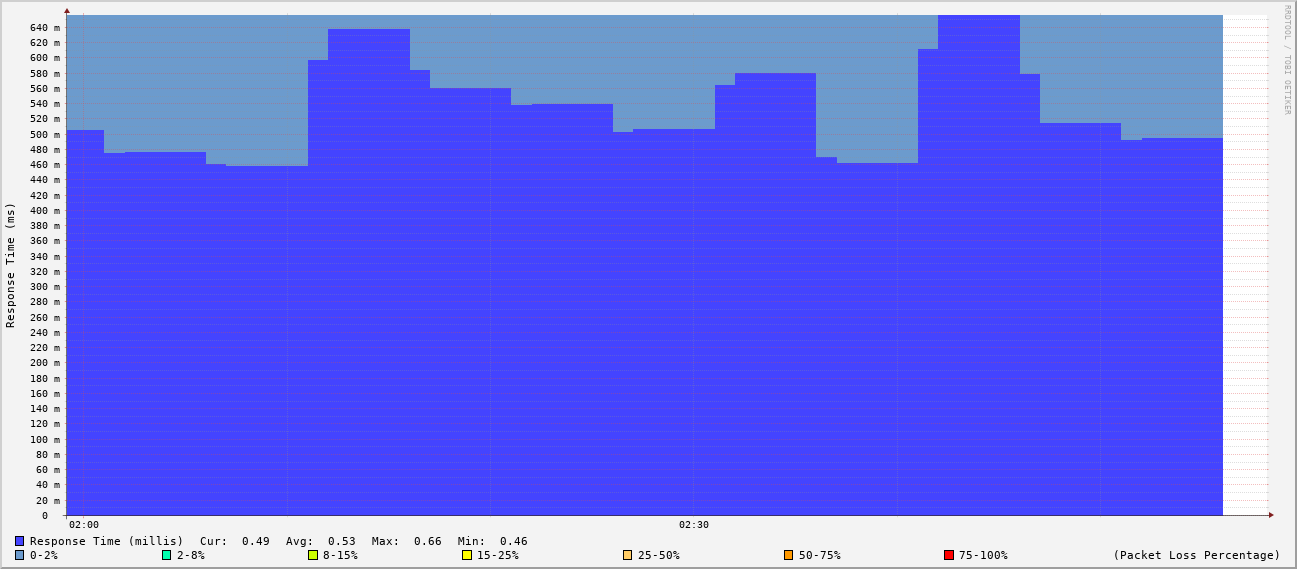 RRDTOOL / TOBI OETIKER
Response Time (ms)
640 m
620 m
600 m
580 m
560 m
540 m
520 m
500 m
480 m
460 m
440 m
420 m
400 m
380 m
360 m
340 m
320 m
300 m
280 m
260 m
240 m
220 m
200 m
180 m
160 m
140 m
120 m
100 m
80 m
60 m
40 m
20 m
0
02:00 02:30
Response Time (millis) Cur: 0.49 Avg: 0.53 Max: 0.66 Min: 0.46
0-2% 2-8% 8-15% 15-25% 25-50% 50-75% 75-100% (Packet Loss Percentage)